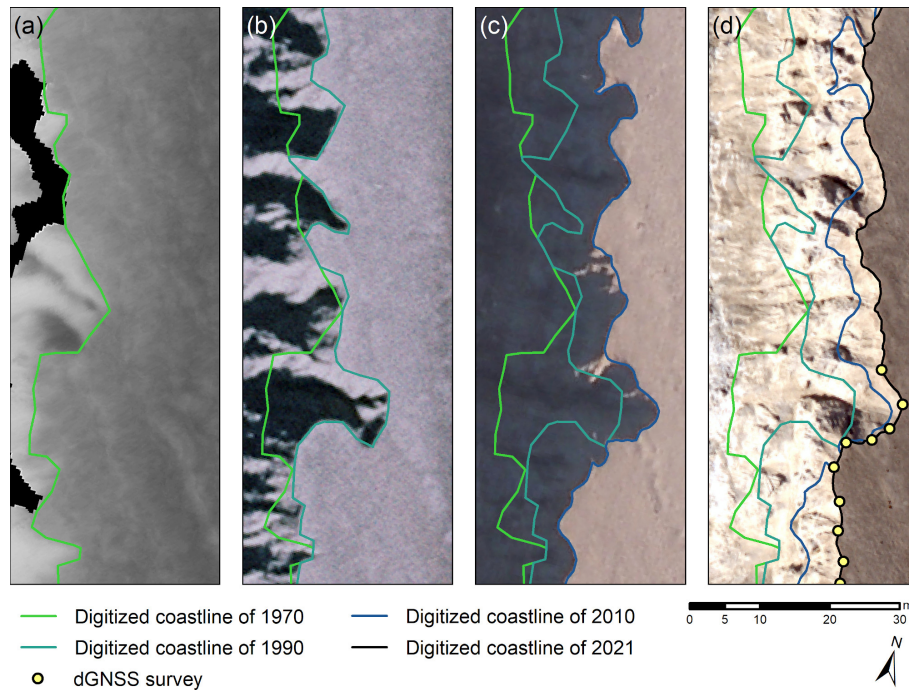 (a) (b) (c) (d)
Digitized coastline of 1970 Digitized coastline of 2010
Digitized coastline of 1990 Digitized coastline of 2021
dGNSS survey
0 5 10 20 30 m
N